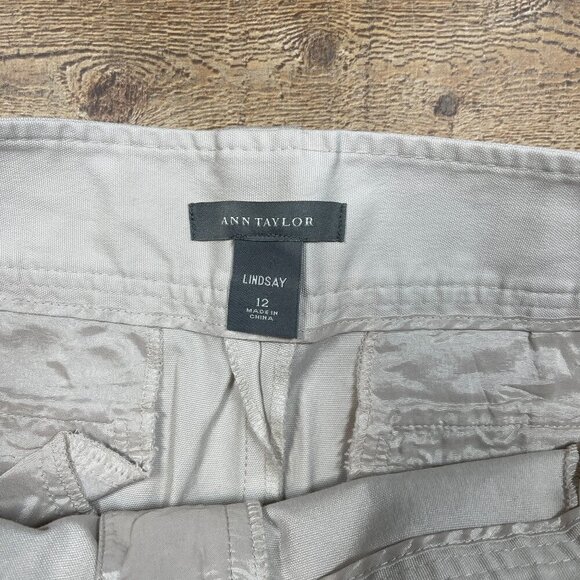 ANN TAYLOR
LINDSAY
12
MADE IN
CHINA